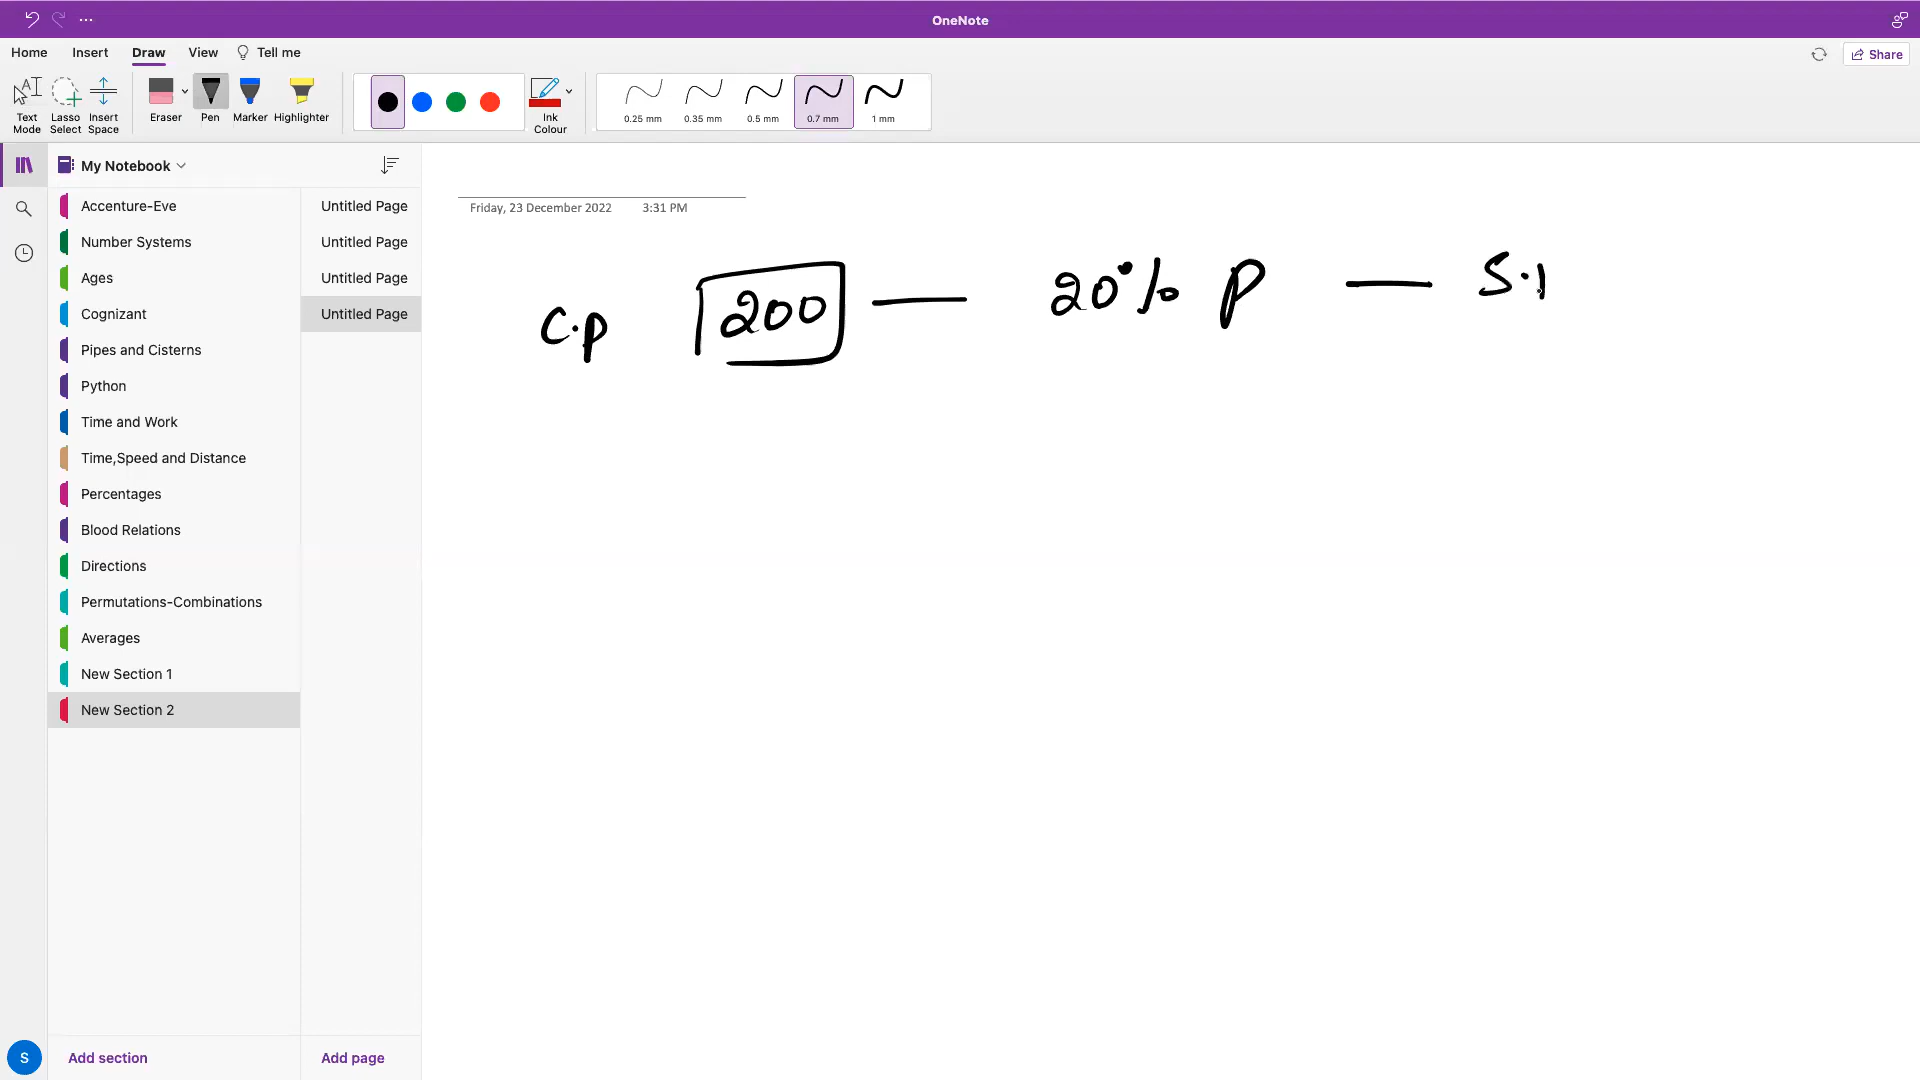 OneNote
Home Insert Draw View Tell me
Share
Text Mode
Lasso Select
Insert Space
Eraser
Pen
Marker
Highlighter
Ink Colour
0.25 mm
0.35 mm
0.5 mm
0.7 mm
1 mm
My Notebook
Accenture-Eve
Number Systems
Ages
Cognizant
Pipes and Cisterns
Python
Time and Work
Time,Speed and Distance
Percentages
Blood Relations
Directions
Permutations-Combinations
Averages
New Section 1
New Section 2
Add section
S
Untitled Page
Untitled Page
Untitled Page
Untitled Page
Add page
Friday, 23 December 2022 3:31 PM
C.P 200 — 20% P — S.